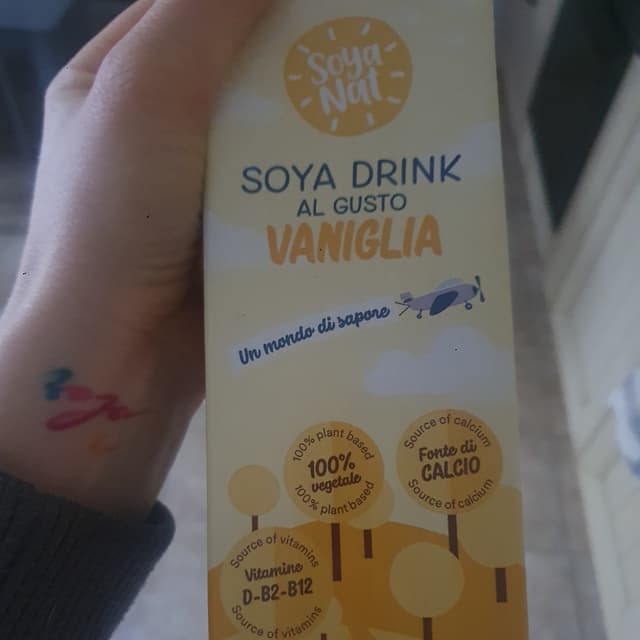 Soya
Nat
SOYA DRINK
AL GUSTO
VANIGLIA
Un mondo di sapore
100% plant based
100%
vegetale
100% plant based
Source of calcium
Fonte di
CALCIO
Source of calcium
Source of vitamins
Vitamine
D-B2-B12
Source of vitamins